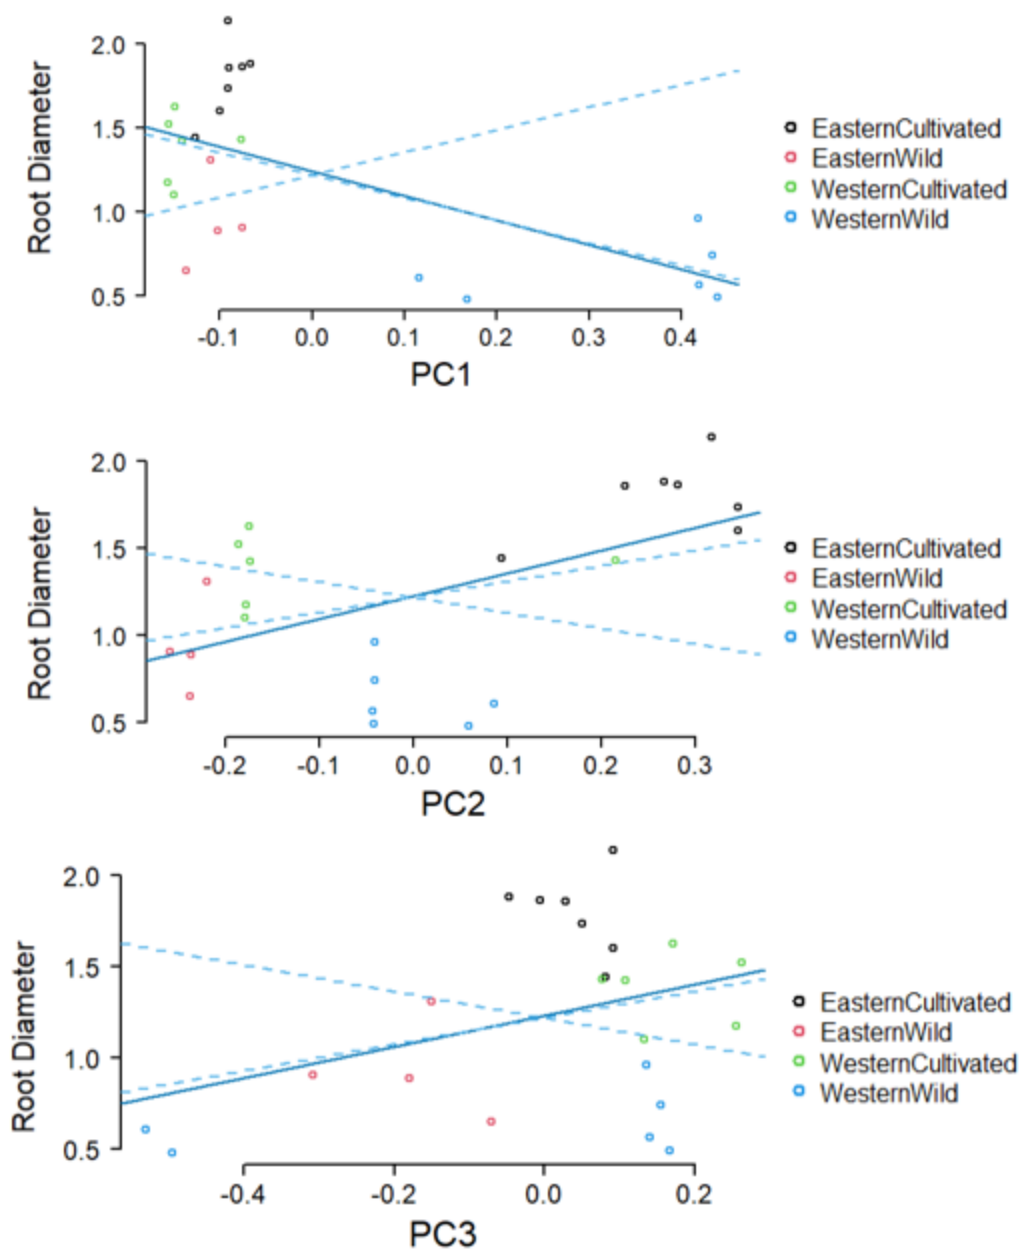 Root Diameter
2.0
1.5
1.0
0.5
-0.1 0.0 0.1 0.2 0.3 0.4
PC1
EasternCultivated
EasternWild
WesternCultivated
WesternWild
Root Diameter
2.0
1.5
1.0
0.5
-0.2 -0.1 0.0 0.1 0.2 0.3
PC2
EasternCultivated
EasternWild
WesternCultivated
WesternWild
Root Diameter
2.0
1.5
1.0
0.5
-0.4 -0.2 0.0 0.2
PC3
EasternCultivated
EasternWild
WesternCultivated
WesternWild